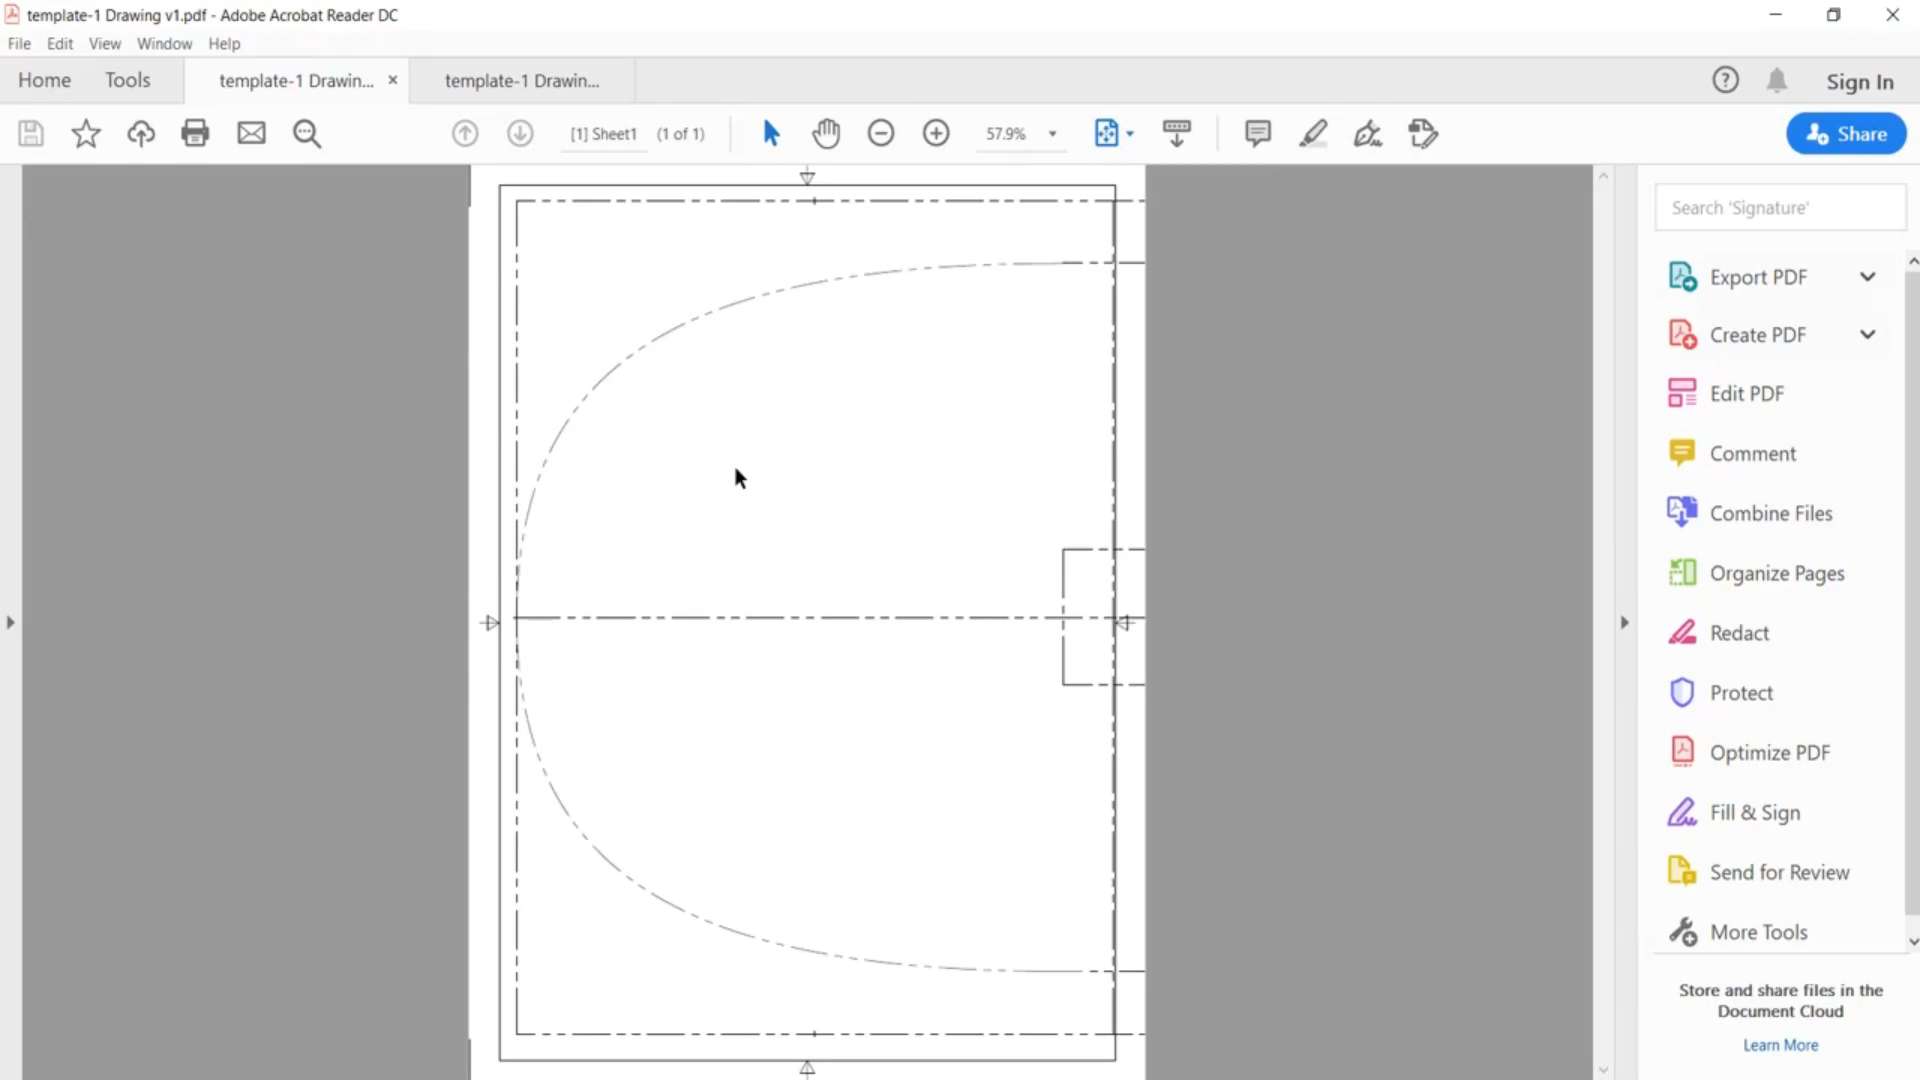 template-1 Drawing v1.pdf - Adobe Acrobat Reader DC
File Edit View Window Help
Home Tools template-1 Drawin... × template-1 Drawin... Sign In
[1] Sheet1 (1 of 1) 57.9% Share
Search 'Signature'
Export PDF
Create PDF
Edit PDF
Comment
Combine Files
Organize Pages
Redact
Protect
Optimize PDF
Fill & Sign
Send for Review
More Tools
Store and share files in the
Document Cloud
Learn More